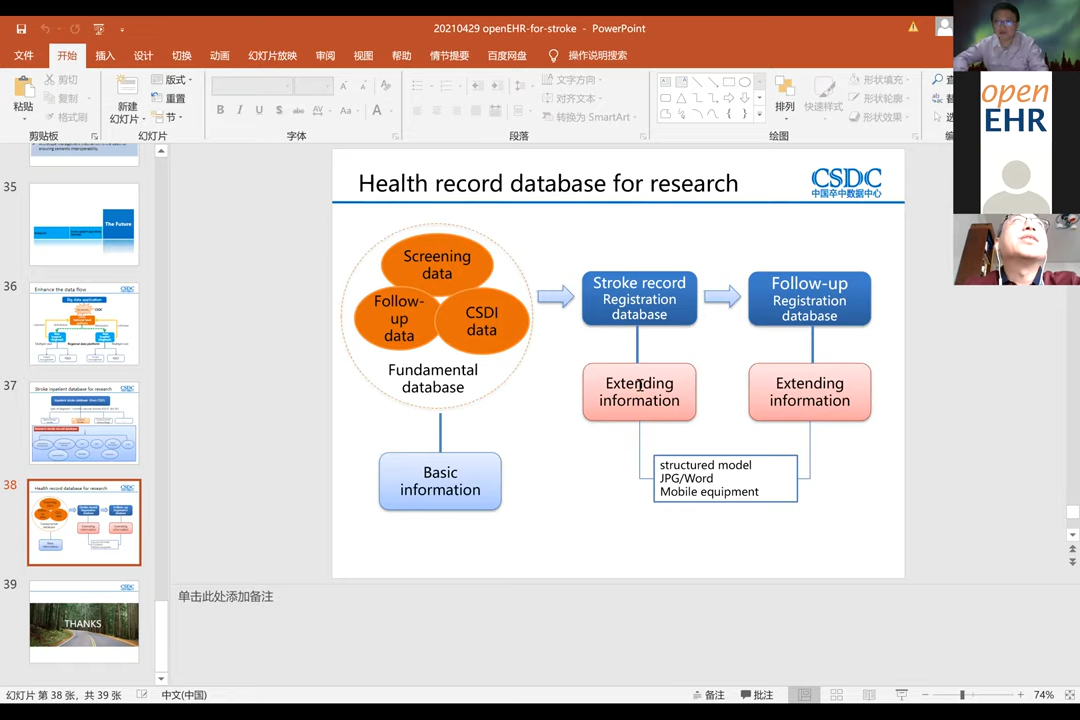 20210429 openEHR-for-stroke - PowerPoint
文件 开始 插入 设计 切换 动画 幻灯片放映 审阅 视图 帮助 情节提要 百度网盘 操作说明搜索
粘贴
剪切
复制
格式刷
剪贴板
新建
幻灯片
版式
重置
节
幻灯片
B I U S abc AV Aa A
字体
文字方向
对齐文本
转换为 SmartArt
段落
排列
快速样式
形状填充
形状轮廓
形状效果
绘图
open
EHR
35
The Future
36
Enhance the data flow
CSDC
37
Stroke inpatient database for research
CSDC
38
Health record database for research
CSDC
39
CSDC
THANKS
Health record database for research
CSDC
中国卒中数据中心
Screening
data
Follow-
up
data
CSDI
data
Fundamental
database
Basic
information
Stroke record
Registration
database
Follow-up
Registration
database
Extending
information
Extending
information
structured model
JPG/Word
Mobile equipment
单击此处添加备注
幻灯片 第 38 张，共 39 张 中文(中国) 备注 批注 74%